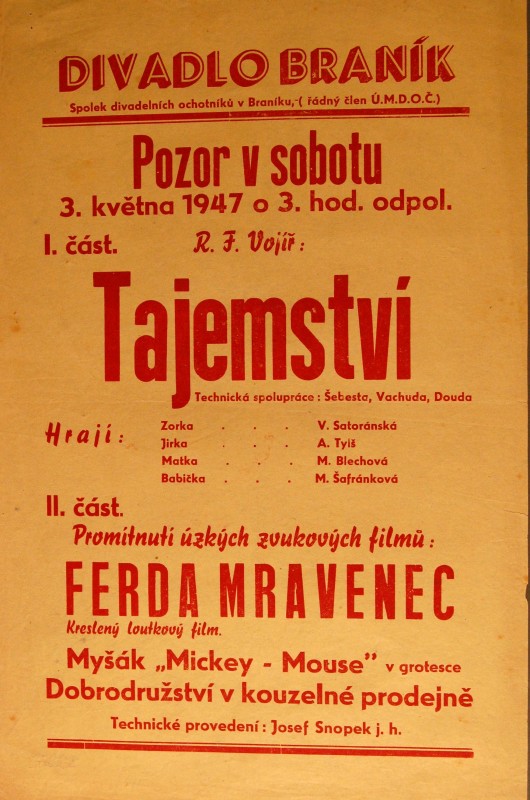 DIVADLO BRANÍK
Spolek divadelních ochotníků v Braníku,-( řádný člen Ú.M.D.O.Č.)
Pozor v sobotu
3. května 1947 o 3. hod. odpol.
I. část. R. F. Vojíř:
Tajemství
Technická spolupráce: Šebesta, Vachuda, Douda
Hrají:
Zorka . . . V. Satoránská
Jirka . . . A. Tyiš
Matka . . . M. Blechová
Babička . . . M. Šafránková
II. část.
Promítnutí úzkých zvukových filmů:
FERDA MRAVENEC
Kreslený loutkový film.
Myšák „Mickey - Mouse” v grotesce
Dobrodružství v kouzelné prodejně
Technické provedení: Josef Snopek j. h.